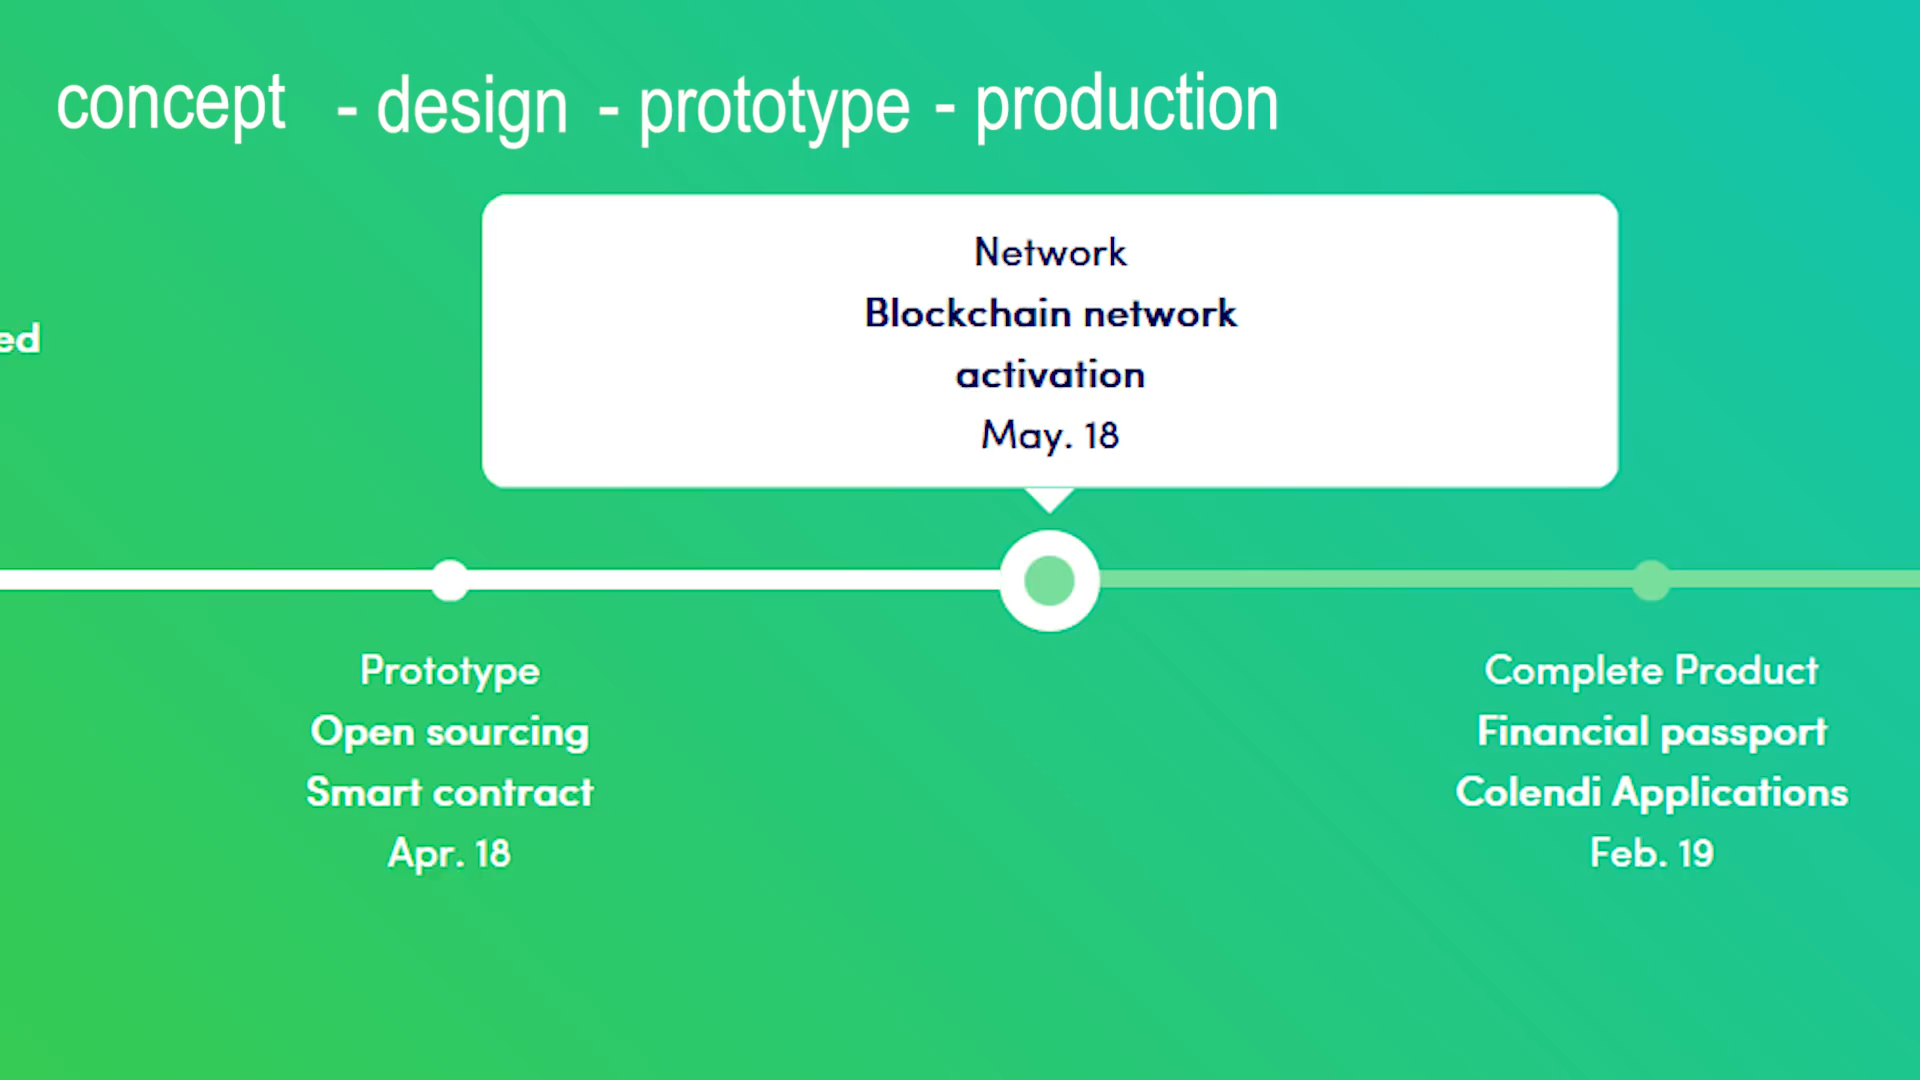 concept - design - prototype - production
Network
Blockchain network
activation
May. 18
ed
Prototype
Open sourcing
Smart contract
Apr. 18
Complete Product
Financial passport
Colendi Applications
Feb. 19